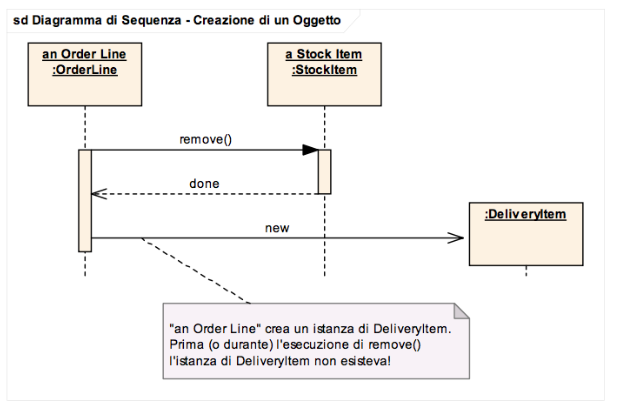 sd Diagramma di Sequenza - Creazione di un Oggetto
an Order Line
:OrderLine
a Stock Item
:StockItem
remove()
done
:DeliveryItem
new
"an Order Line" crea un istanza di DeliveryItem.
Prima (o durante) l'esecuzione di remove()
l'istanza di DeliveryItem non esisteva!